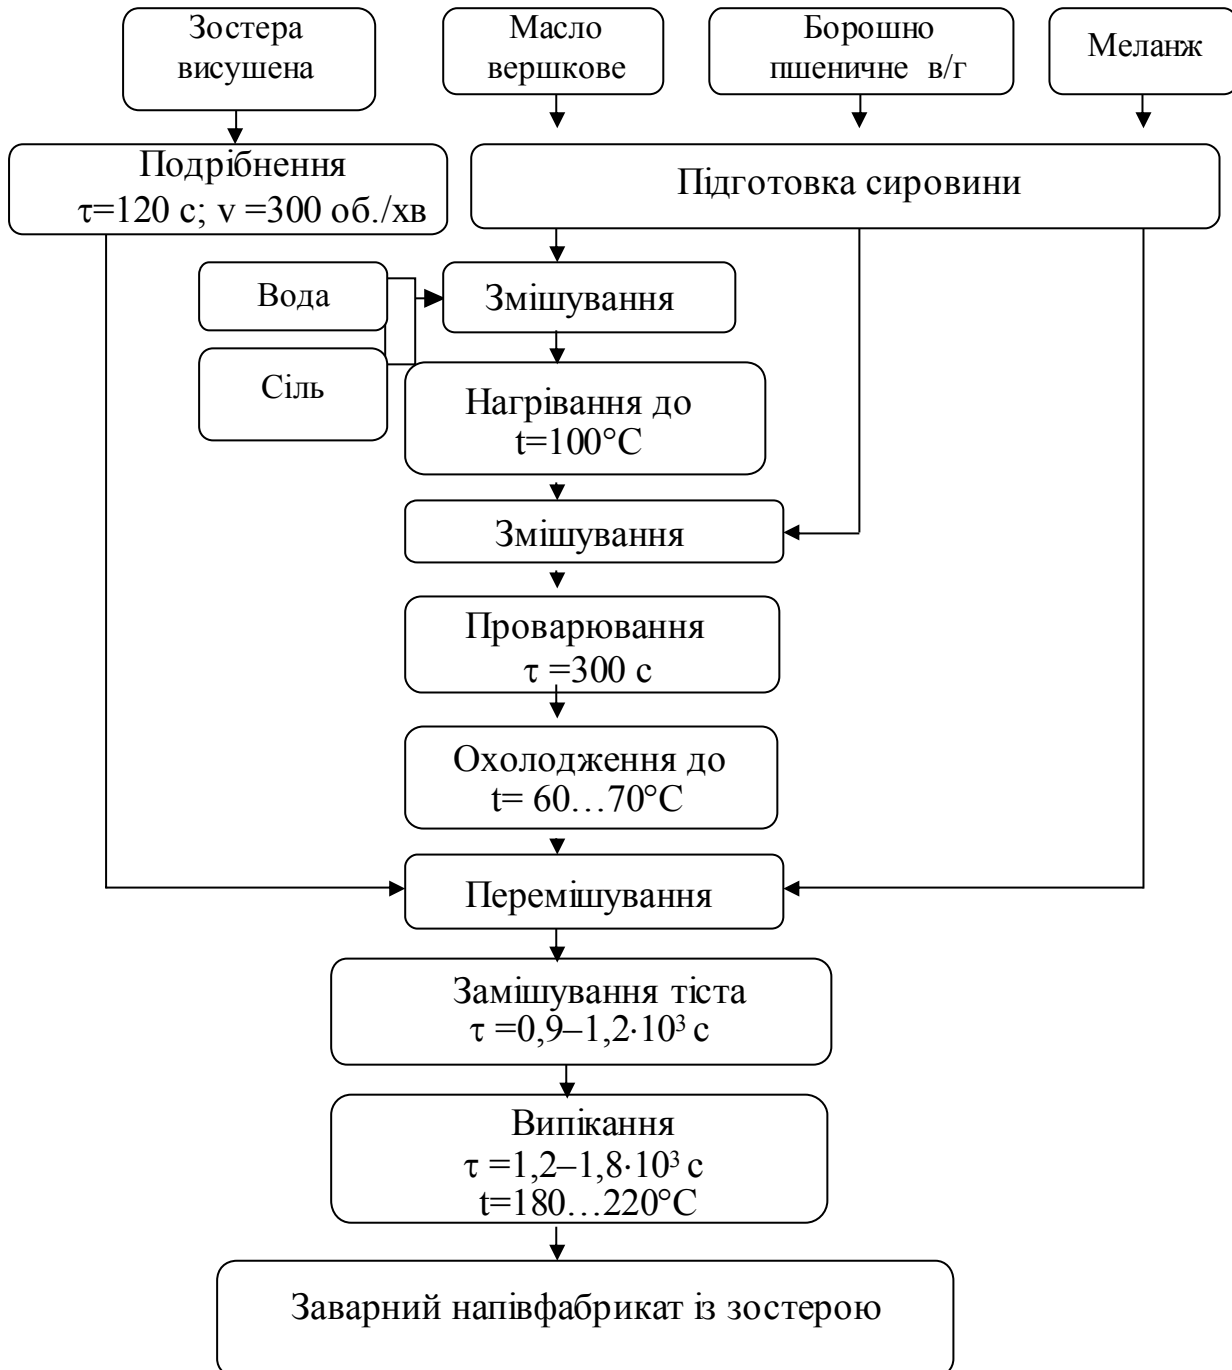 Зостера
висушена
Масло
вершкове
Борошно
пшеничне в/г
Меланж
Подрібнення
τ=120 с; v =300 об./хв
Підготовка сировини
Вода
Змішування
Сіль
Нагрівання до
t=100°С
Змішування
Проварювання
τ =300 с
Охолодження до
t= 60…70°С
Перемішування
Замішування тіста
τ =0,9–1,2·10³ с
Випікання
τ =1,2–1,8·10³ с
t=180…220°С
Заварний напівфабрикат із зостерою